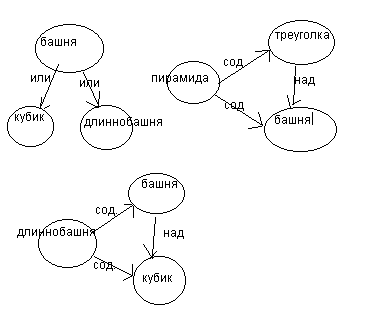 башня
или
или
кубик
длиннобашня
треуголка
сод
пирамида
над
сод
башня
башня
сод
длиннобашня
над
сод
кубик